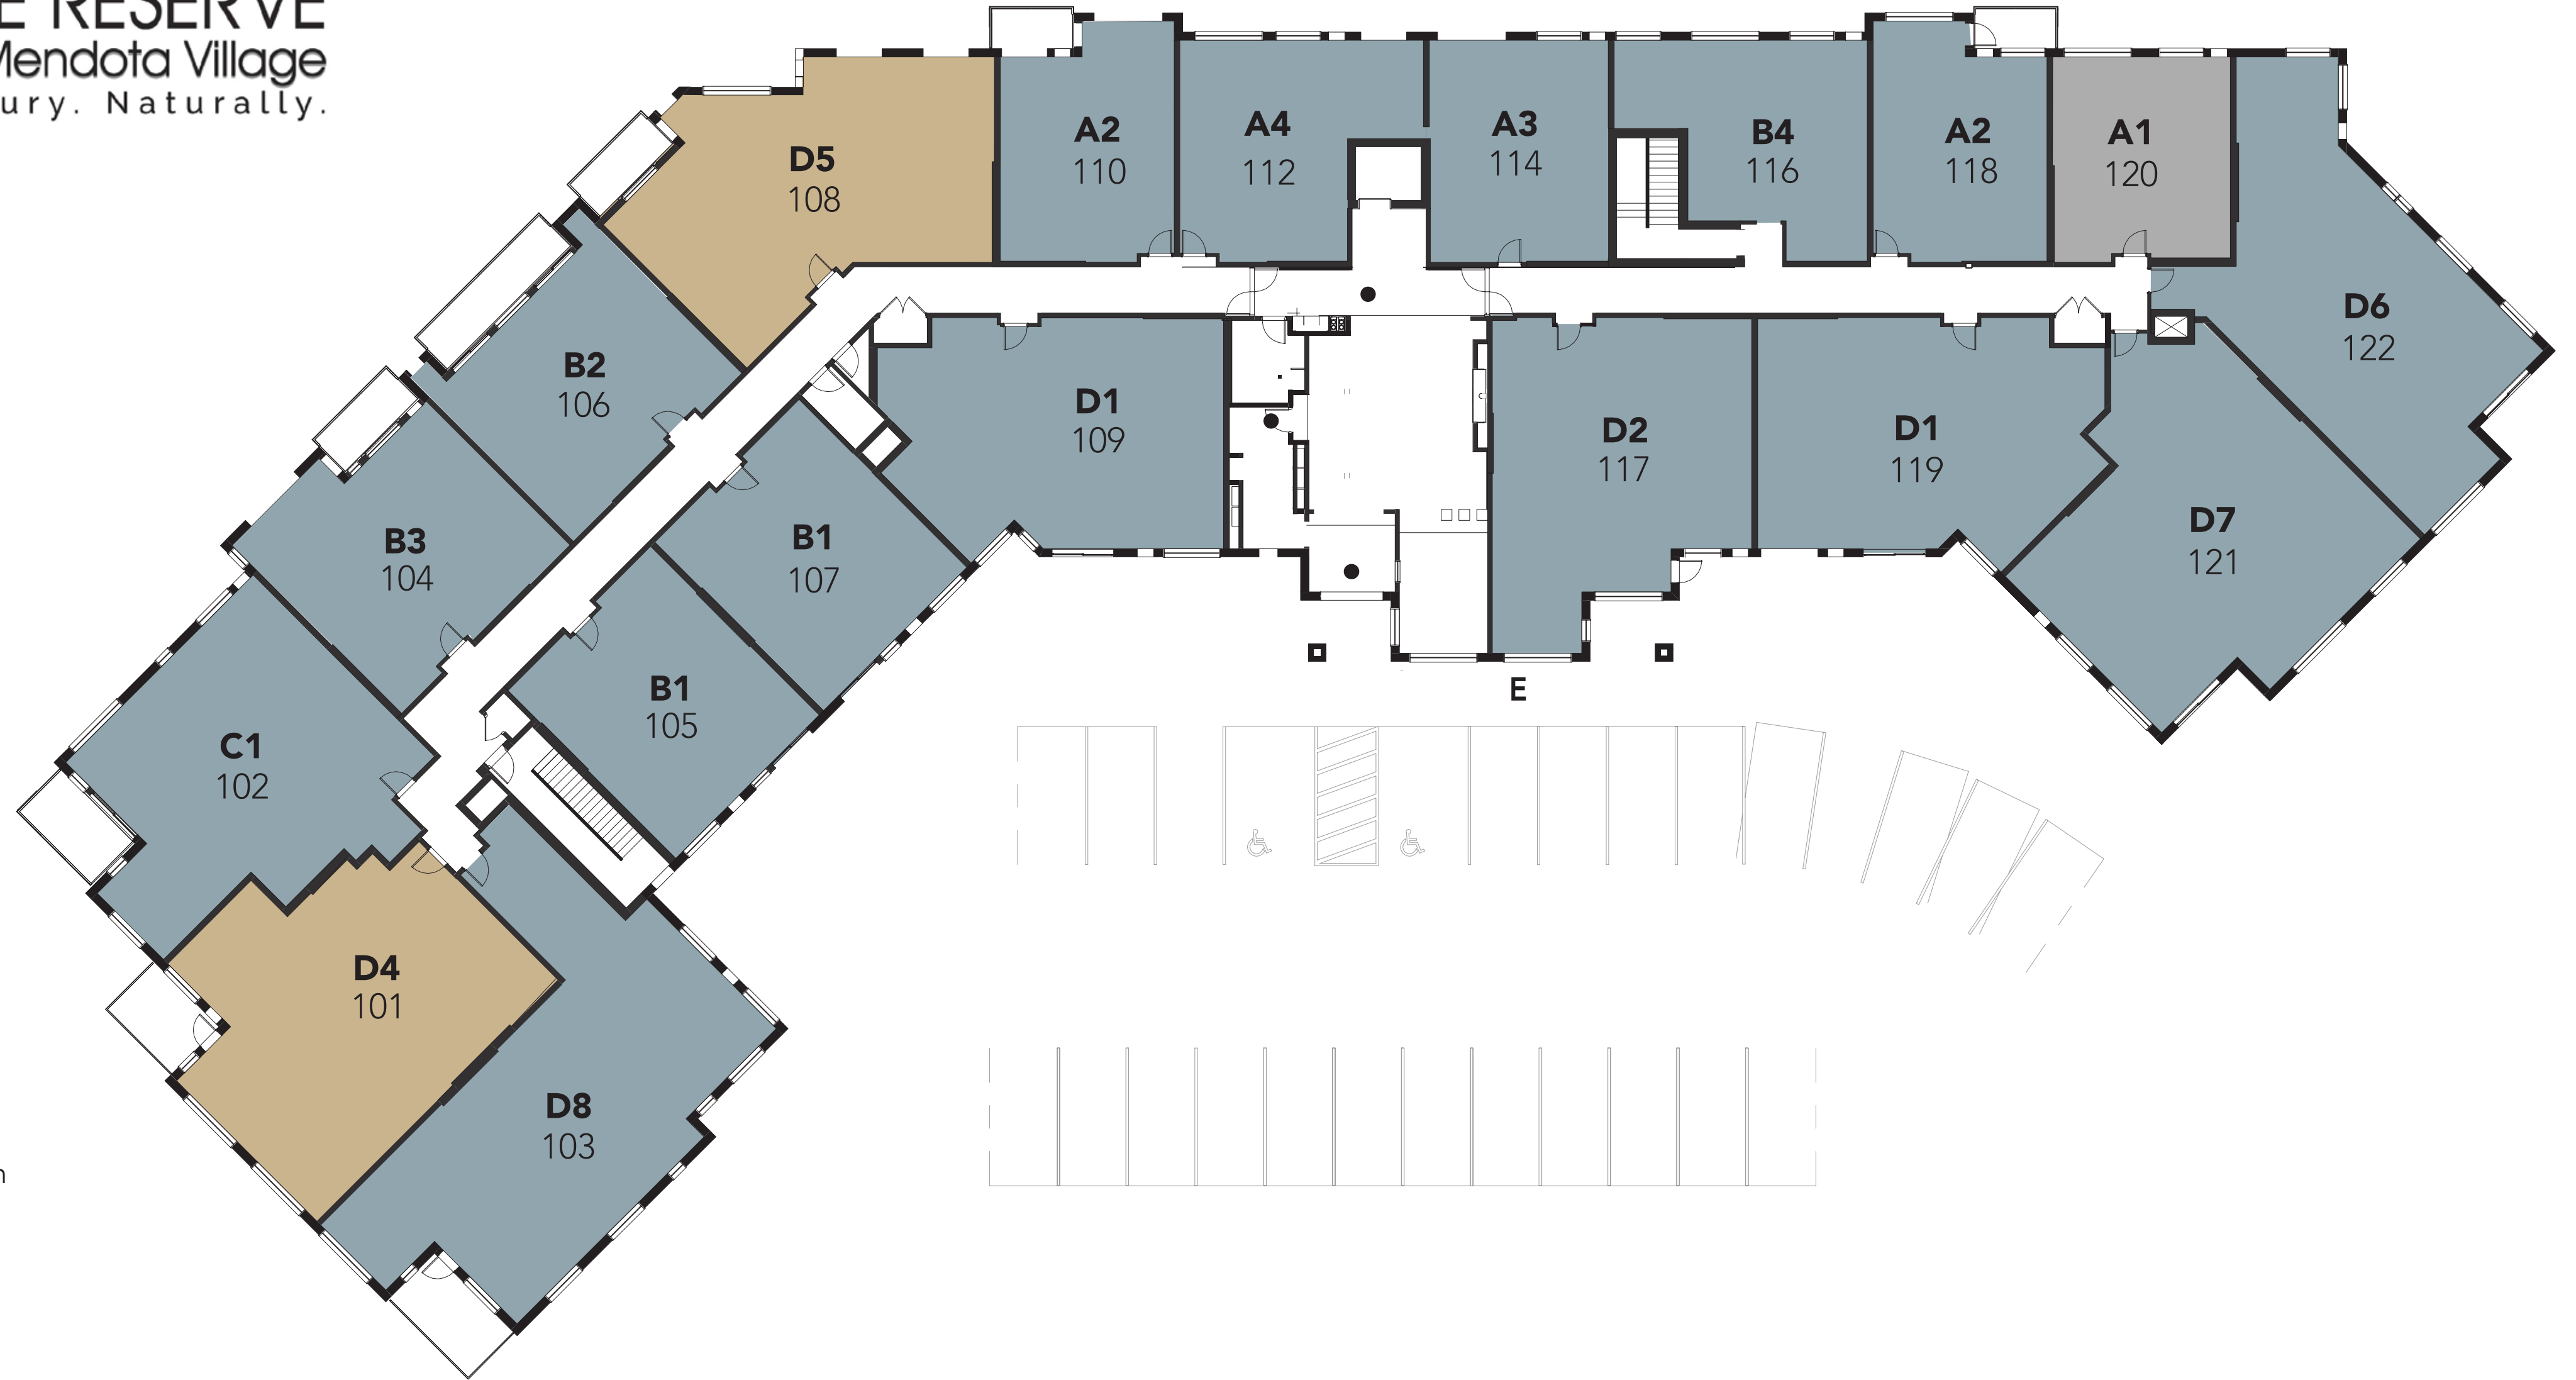 E RESERVE
Mendota Village
ury. Naturally.
D5
108
A2
110
A4
112
A3
114
B4
116
A2
118
A1
120
D6
122
B2
106
D1
109
D2
117
D1
119
D7
121
B3
104
B1
107
B1
105
E
C1
102
D4
101
D8
103
n